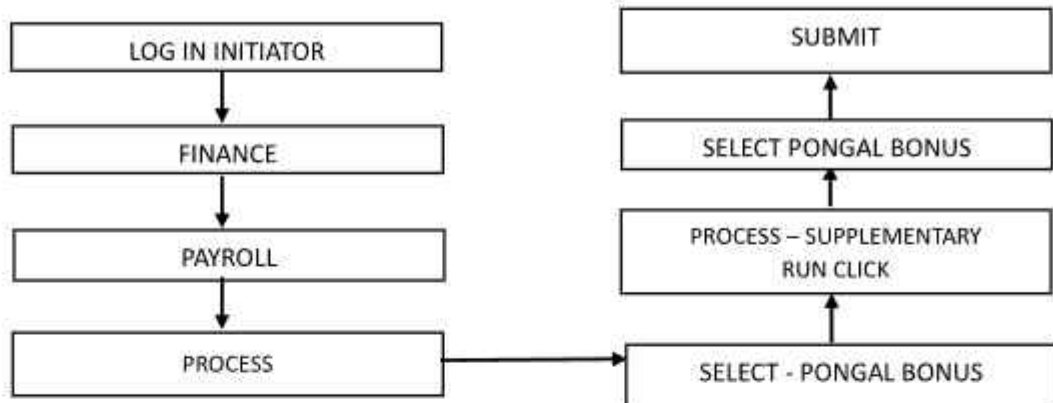 LOG IN INITIATOR
FINANCE
PAYROLL
PROCESS
SELECT - PONGAL BONUS
PROCESS – SUPPLEMENTARY
RUN CLICK
SELECT PONGAL BONUS
SUBMIT